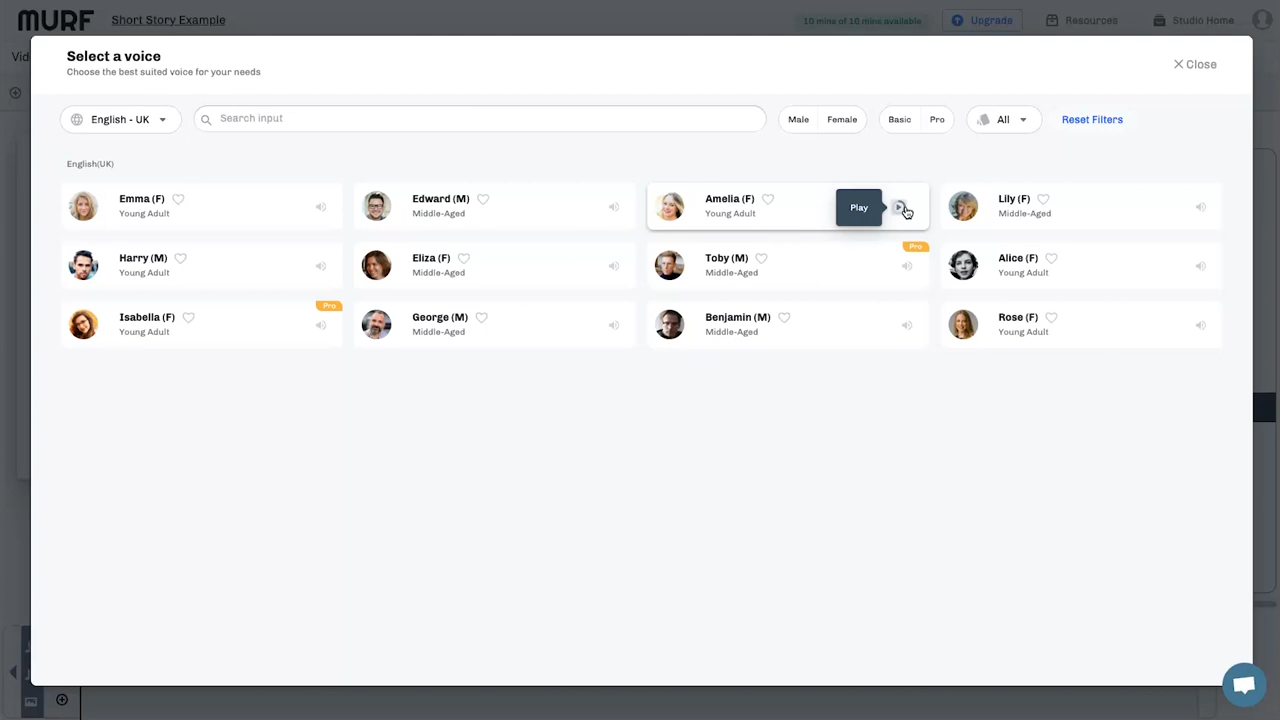 MURF Short Story Example 10 mins of 10 mins available Upgrade Resources Studio Home
Vid
Select a voice
Choose the best suited voice for your needs
Close
English - UK Search input Male Female Basic Pro All Reset Filters
English(UK)
Emma (F)
Young Adult
Edward (M)
Middle-Aged
Amelia (F)
Young Adult
Play
Lily (F)
Middle-Aged
Harry (M)
Young Adult
Eliza (F)
Middle-Aged
Pro
Toby (M)
Middle-Aged
Alice (F)
Young Adult
Pro
Isabella (F)
Young Adult
George (M)
Middle-Aged
Benjamin (M)
Middle-Aged
Rose (F)
Young Adult